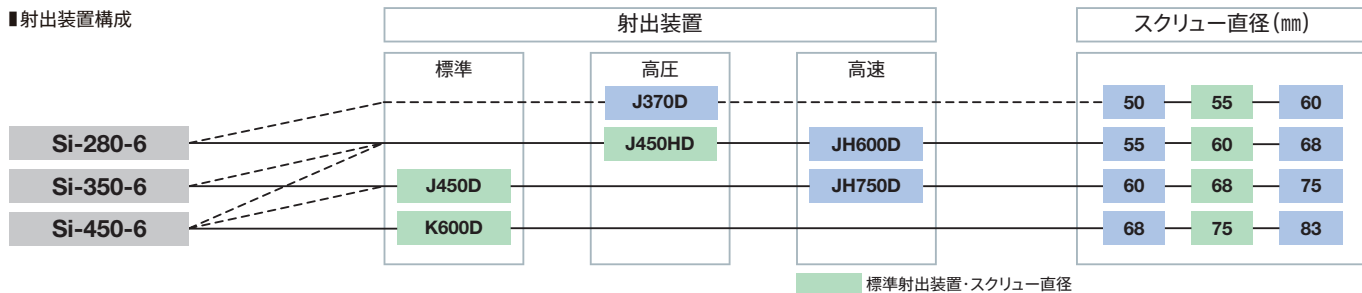 ▮射出装置構成
射出装置
スクリュー直径(㎜)
標準
高圧
高速
J370D
50
55
60
Si-280-6
J450HD
JH600D
55
60
68
Si-350-6
J450D
JH750D
60
68
75
Si-450-6
K600D
68
75
83
標準射出装置・スクリュー直径